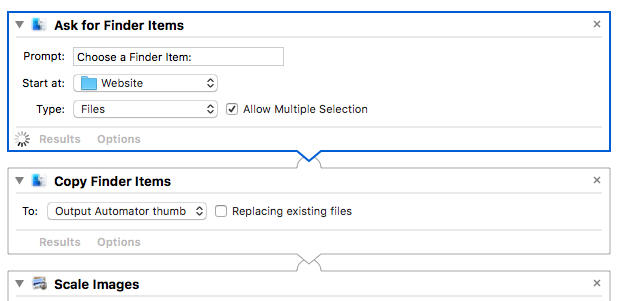 Ask for Finder Items
Prompt: Choose a Finder Item:
Start at: Website
Type: Files Allow Multiple Selection
Results Options
Copy Finder Items
To: Output Automator thumb Replacing existing files
Results Options
Scale Images